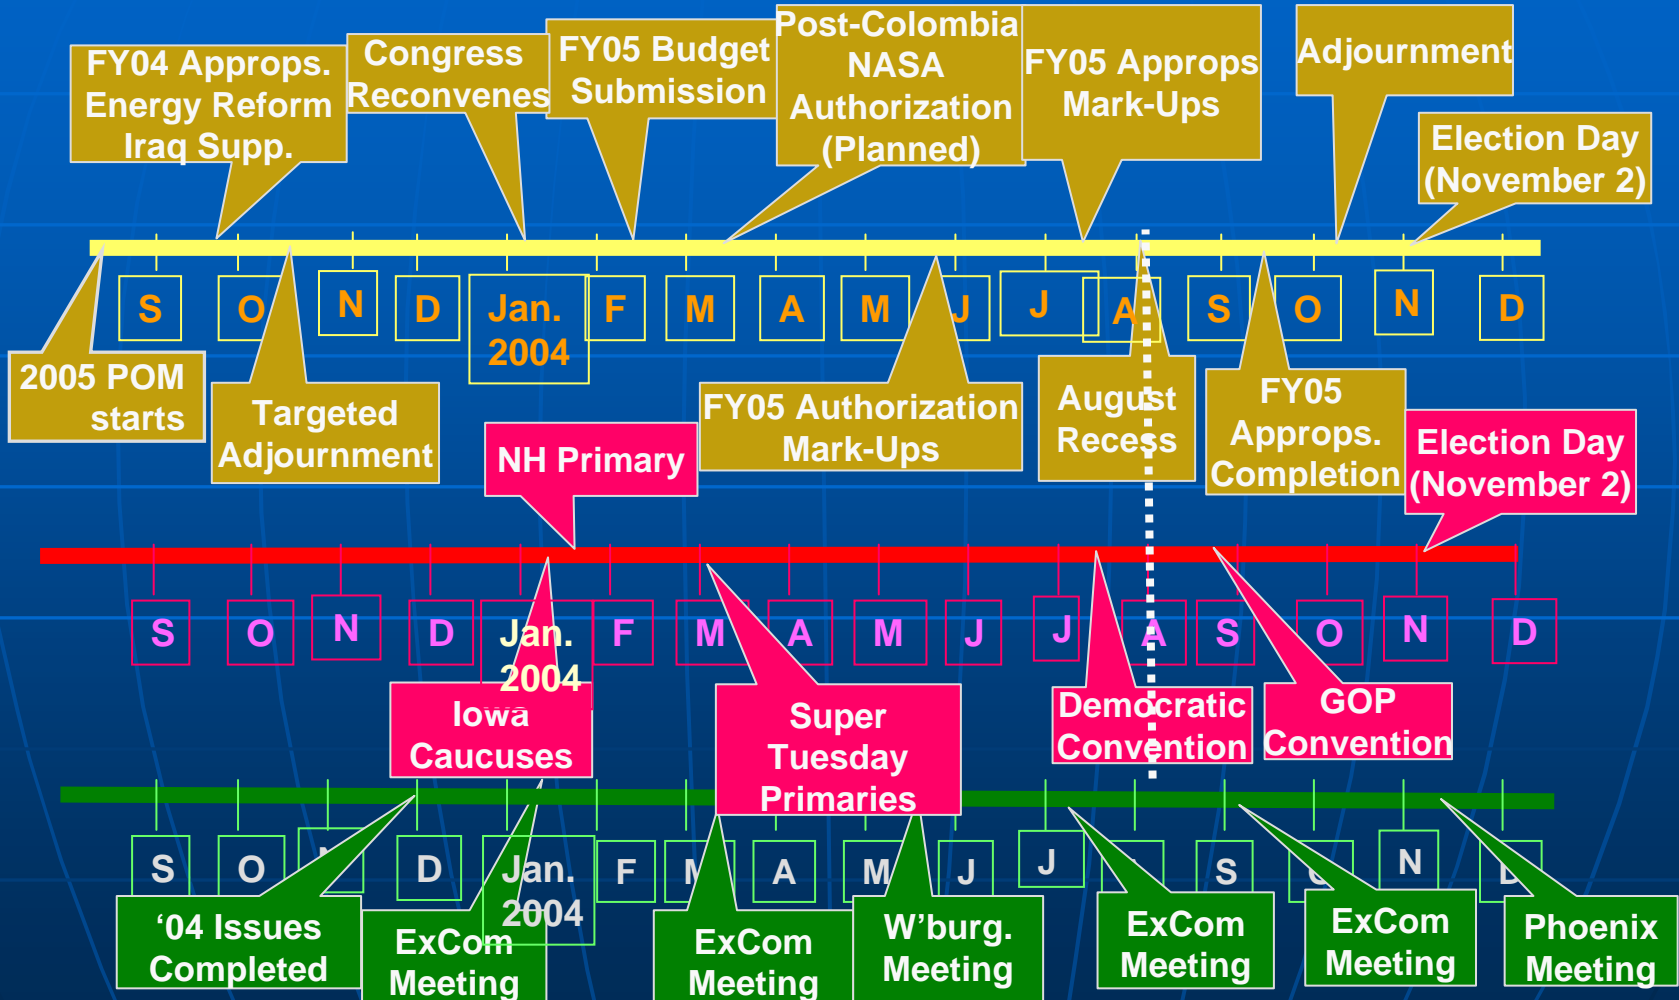 FY04 Approps.
Energy Reform
Iraq Supp.
Congress
Reconvenes
FY05 Budget
Submission
Post-Colombia
NASA
Authorization
(Planned)
FY05 Approps
Mark-Ups
Adjournment
Election Day
(November 2)
S
O
N
D
Jan.
2004
F
M
A
M
J
J
A
S
O
N
D
2005 POM
starts
Targeted
Adjournment
FY05 Authorization
Mark-Ups
August
Recess
FY05
Approps.
Completion
NH Primary
Election Day
(November 2)
S
O
N
D
Jan.
2004
F
M
A
M
J
J
A
S
O
N
D
Iowa
Caucuses
Super
Tuesday
Primaries
Democratic
Convention
GOP
Convention
S
O
D
Jan.
2004
F
M
A
M
J
J
S
O
N
D
‘04 Issues
Completed
ExCom
Meeting
ExCom
Meeting
W'burg.
Meeting
ExCom
Meeting
ExCom
Meeting
Phoenix
Meeting